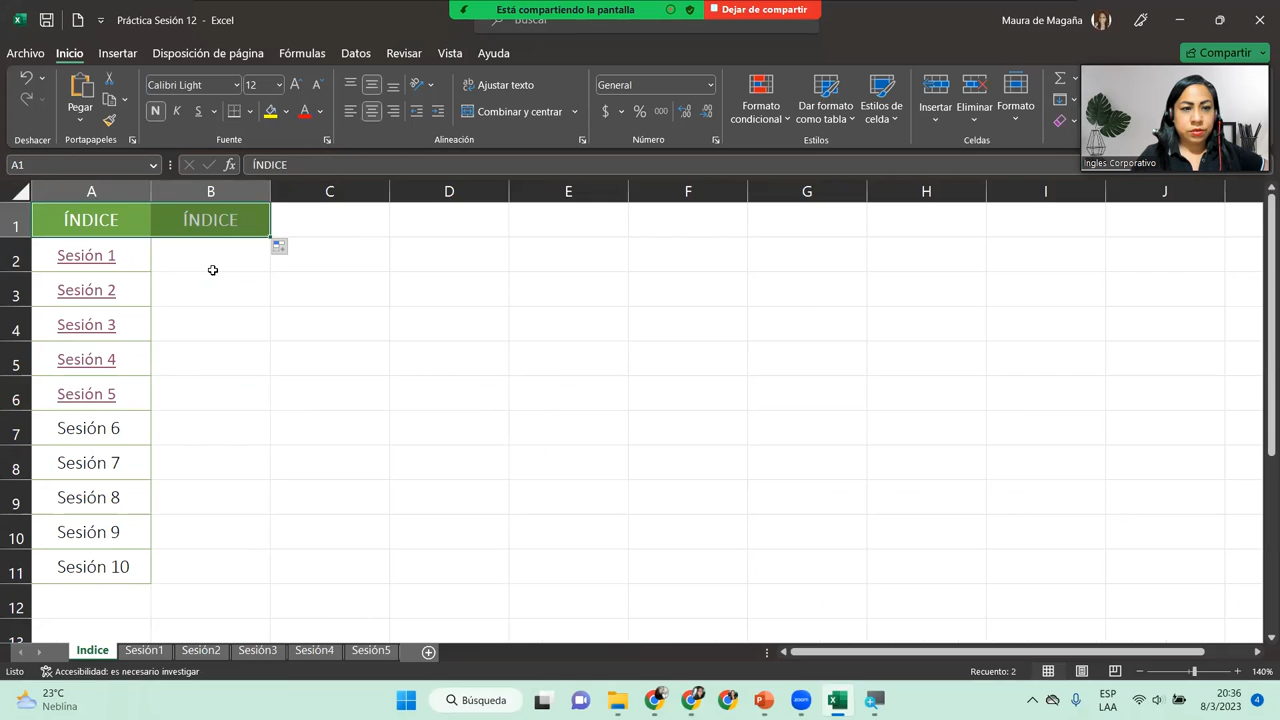 Práctica Sesión 12 - Excel
Está compartiendo la pantalla
Dejar de compartir
Buscar
Maura de Magaña
Archivo Inicio Insertar Disposición de página Fórmulas Datos Revisar Vista Ayuda
Compartir
Pegar
Calibri Light 12
N K S
Ajustar texto
Combinar y centrar
General
$ % 000
Formato condicional
Dar formato como tabla
Estilos de celda
Insertar Eliminar Formato
Deshacer Portapapeles Fuente Alineación Número Estilos Celdas
Ingles Corporativo
A1
fx ÍNDICE
A B C D E F G H I J
1 ÍNDICE ÍNDICE
2 Sesión 1
3 Sesión 2
4 Sesión 3
5 Sesión 4
6 Sesión 5
7 Sesión 6
8 Sesión 7
9 Sesión 8
10 Sesión 9
11 Sesión 10
12
13
Indice Sesión1 Sesión2 Sesión3 Sesión4 Sesión5
Listo Accesibilidad: es necesario investigar Recuento: 2 140%
23°C
Neblina
Búsqueda
zoom
ESP
LAA
20:36
8/3/2023
4